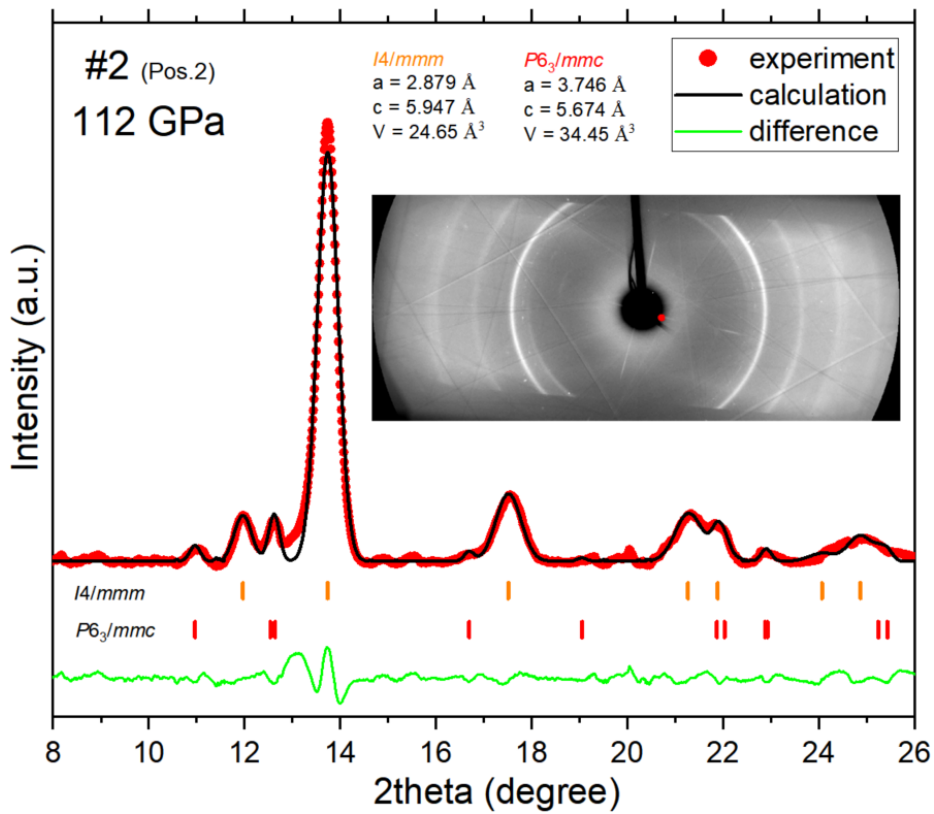 #2 (Pos.2)
112 GPa
I4/mmm
a = 2.879 Å
c = 5.947 Å
V = 24.65 Å³
P6₃/mmc
a = 3.746 Å
c = 5.674 Å
V = 34.45 Å³
experiment
calculation
difference
Intensity (a.u.)
I4/mmm
P6₃/mmc
8 10 12 14 16 18 20 22 24 26
2theta (degree)